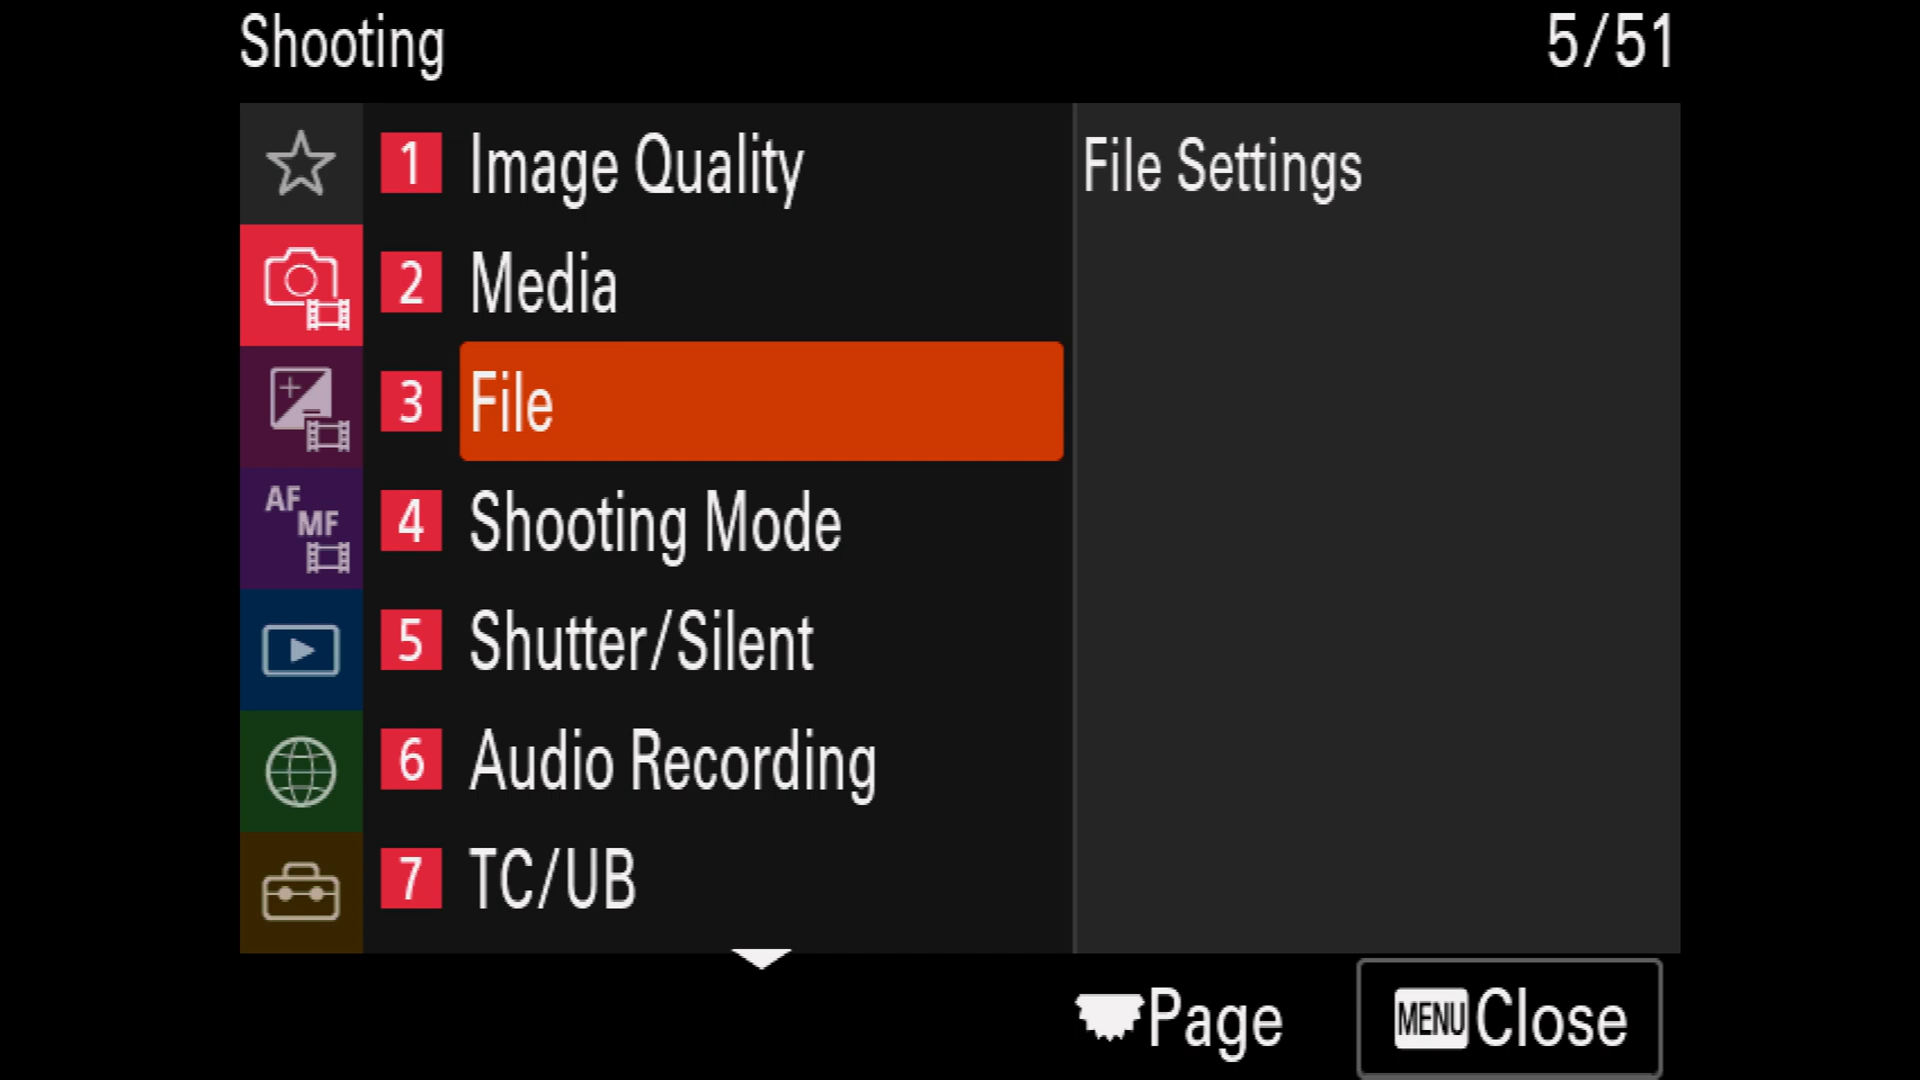 Shooting 5/51
1 Image Quality File Settings
2 Media
3 File
4 Shooting Mode
AF
MF
5 Shutter/Silent
6 Audio Recording
7 TC/UB
Page MENU Close